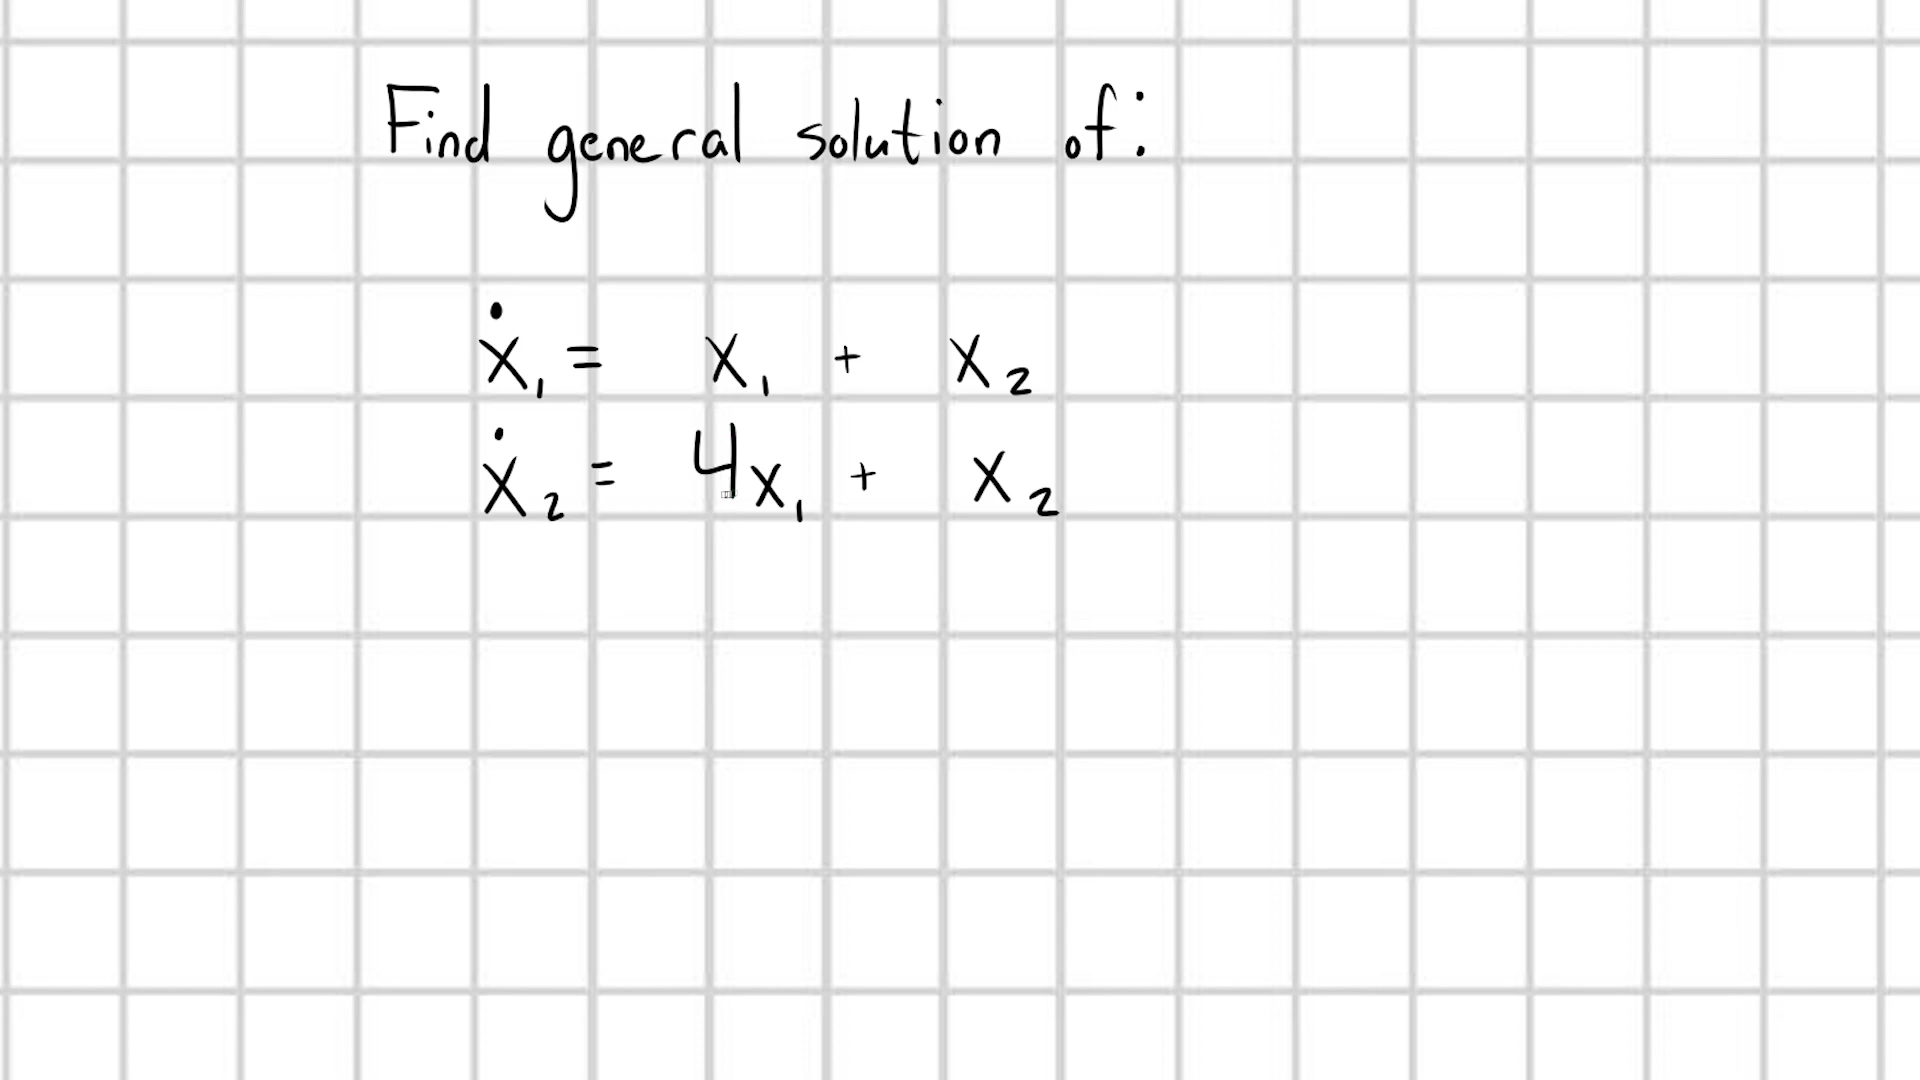 Find general solution of:
ẋ₁ = x₁ + x₂
ẋ₂ = 4x₁ + x₂